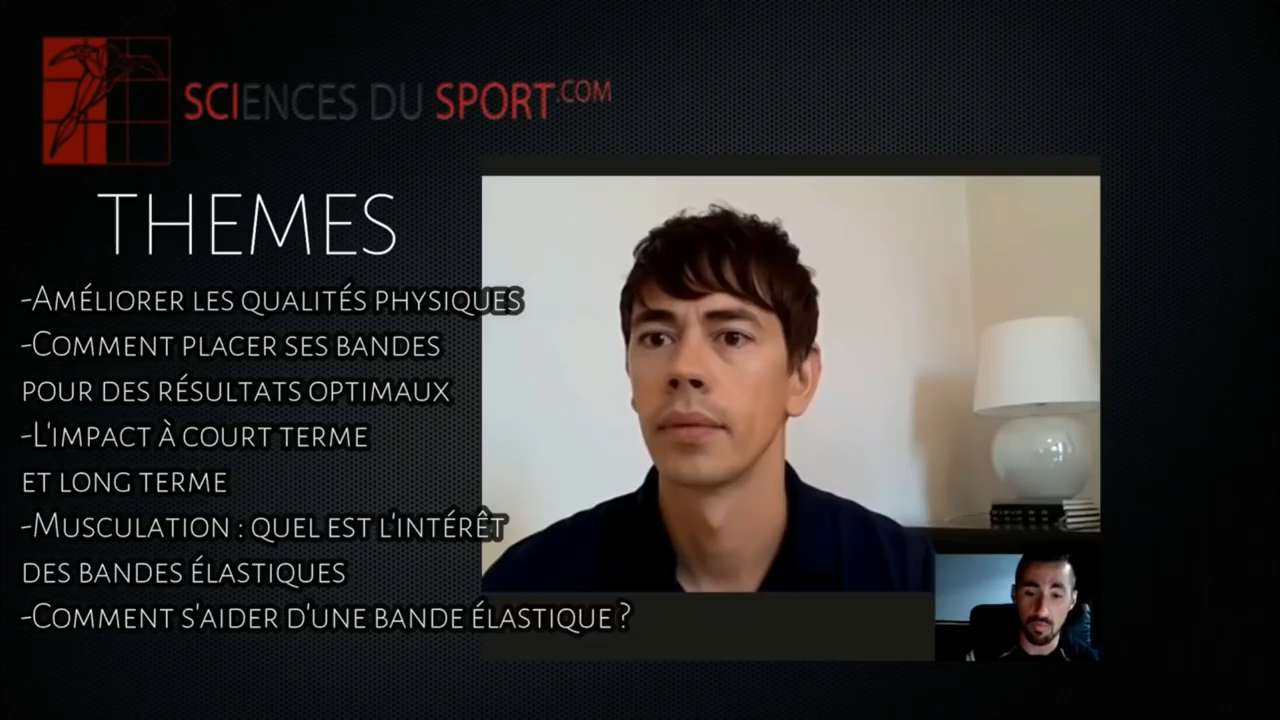 SCIENCES DU SPORT.COM
THEMES
-AMÉLIORER LES QUALITÉS PHYSIQUES
-COMMENT PLACER SES BANDES
POUR DES RÉSULTATS OPTIMAUX
-L'IMPACT À COURT TERME
ET LONG TERME
-MUSCULATION : QUEL EST L'INTÉRÊT
DES BANDES ÉLASTIQUES
-COMMENT S'AIDER D'UNE BANDE ÉLASTIQUE ?